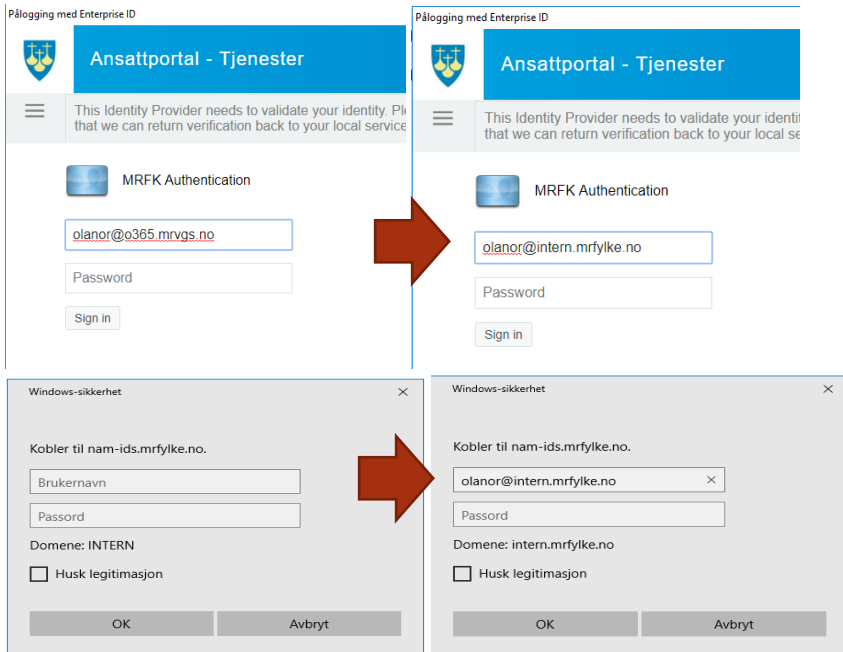 Pålogging med Enterprise ID
Ansattportal - Tjenester
This Identity Provider needs to validate your identity. Ple
that we can return verification back to your local service
MRFK Authentication
olanor@o365.mrvgs.no
Password
Sign in
Pålogging med Enterprise ID
Ansattportal - Tjenester
This Identity Provider needs to validate your identit
that we can return verification back to your local se
MRFK Authentication
olanor@intern.mrfylke.no
Password
Sign in
Windows-sikkerhet
Kobler til nam-ids.mrfylke.no.
Brukernavn
Passord
Domene: INTERN
Husk legitimasjon
OK Avbryt
Windows-sikkerhet
Kobler til nam-ids.mrfylke.no.
olanor@intern.mrfylke.no
Passord
Domene: intern.mrfylke.no
Husk legitimasjon
OK Avbryt